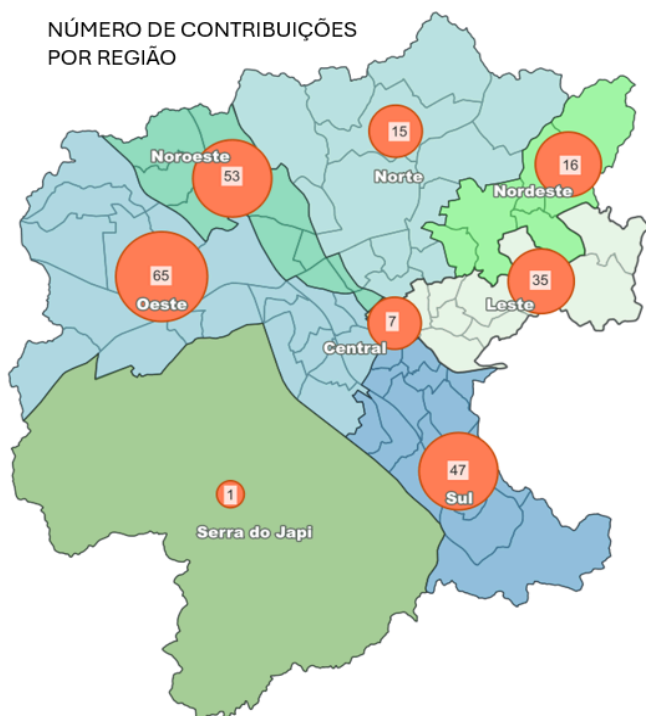 NÚMERO DE CONTRIBUIÇÕES
POR REGIÃO
15
Norte
Noroeste
53
16
Nordeste
65
Oeste
35
Leste
7
Central
47
Sul
1
Serra do Japi